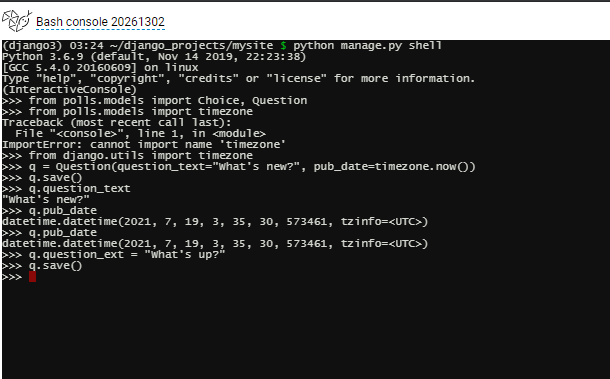 Bash console 20261302
(django3) 03:24 ~/django_projects/mysite $ python manage.py shell
Python 3.6.9 (default, Nov 14 2019, 22:23:38)
[GCC 5.4.0 20160609] on linux
Type "help", "copyright", "credits" or "license" for more information.
(InteractiveConsole)
>>> from polls.models import Choice, Question
>>> from polls.models import timezone
Traceback (most recent call last):
  File "<console>", line 1, in <module>
ImportError: cannot import name 'timezone'
>>> from django.utils import timezone
>>> q = Question(question_text="What's new?", pub_date=timezone.now())
>>> q.save()
>>> q.question_text
"What's new?"
>>> q.pub_date
datetime.datetime(2021, 7, 19, 3, 35, 30, 573461, tzinfo=<UTC>)
>>> q.pub_date
datetime.datetime(2021, 7, 19, 3, 35, 30, 573461, tzinfo=<UTC>)
>>> q.question_ext = "What's up?"
>>> q.save()
>>>